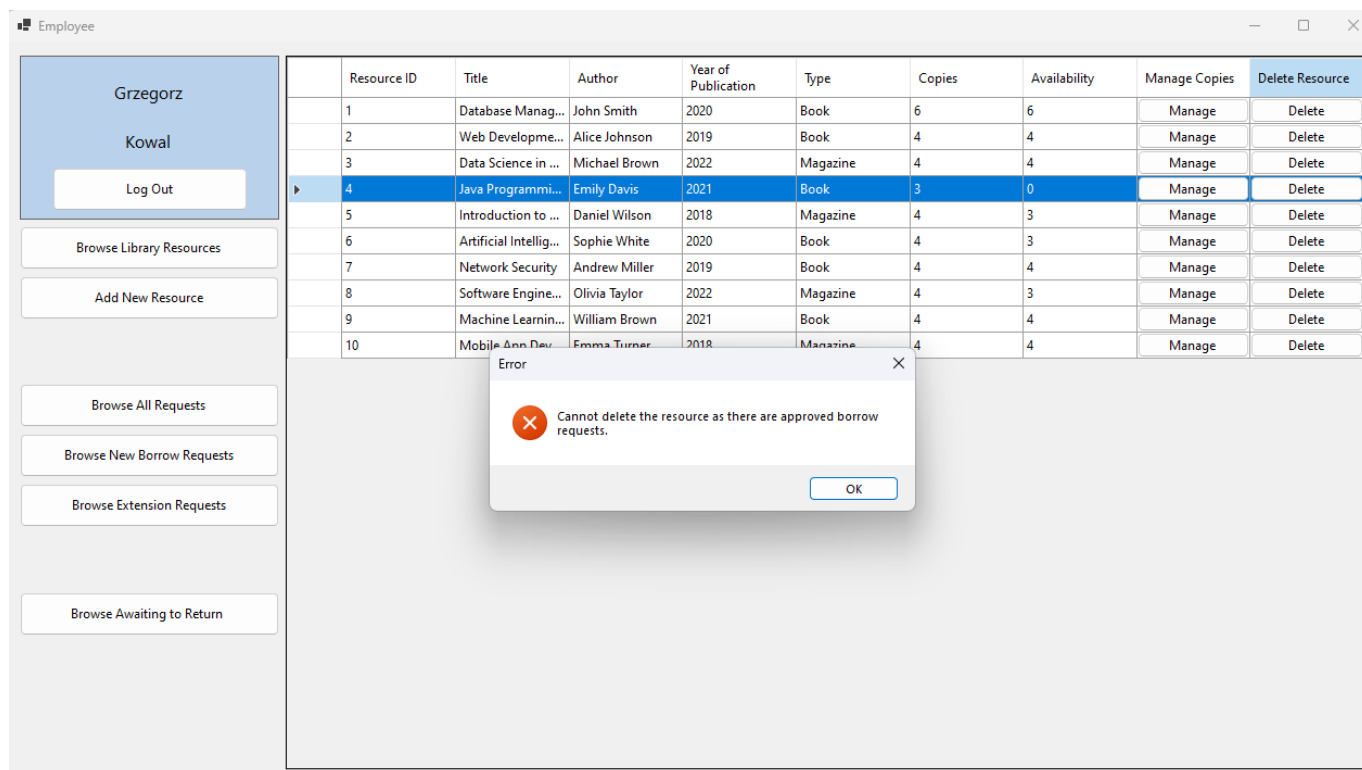 Employee
Grzegorz
Kowal
Log Out
Browse Library Resources
Add New Resource
Browse All Requests
Browse New Borrow Requests
Browse Extension Requests
Browse Awaiting to Return
Resource ID Title Author Year of Publication Type Copies Availability Manage Copies Delete Resource
1 Database Manag... John Smith 2020 Book 6 6 Manage Delete
2 Web Developme... Alice Johnson 2019 Book 4 4 Manage Delete
3 Data Science in ... Michael Brown 2022 Magazine 4 4 Manage Delete
4 Java Programmi... Emily Davis 2021 Book 3 0 Manage Delete
5 Introduction to ... Daniel Wilson 2018 Magazine 4 3 Manage Delete
6 Artificial Intellig... Sophie White 2020 Book 4 3 Manage Delete
7 Network Security Andrew Miller 2019 Book 4 4 Manage Delete
8 Software Engine... Olivia Taylor 2022 Magazine 4 3 Manage Delete
9 Machine Learnin... William Brown 2021 Book 4 4 Manage Delete
10 Mobile App Dev... Emma Turner 2018 Magazine 4 4 Manage Delete
Error
Cannot delete the resource as there are approved borrow
requests.
OK